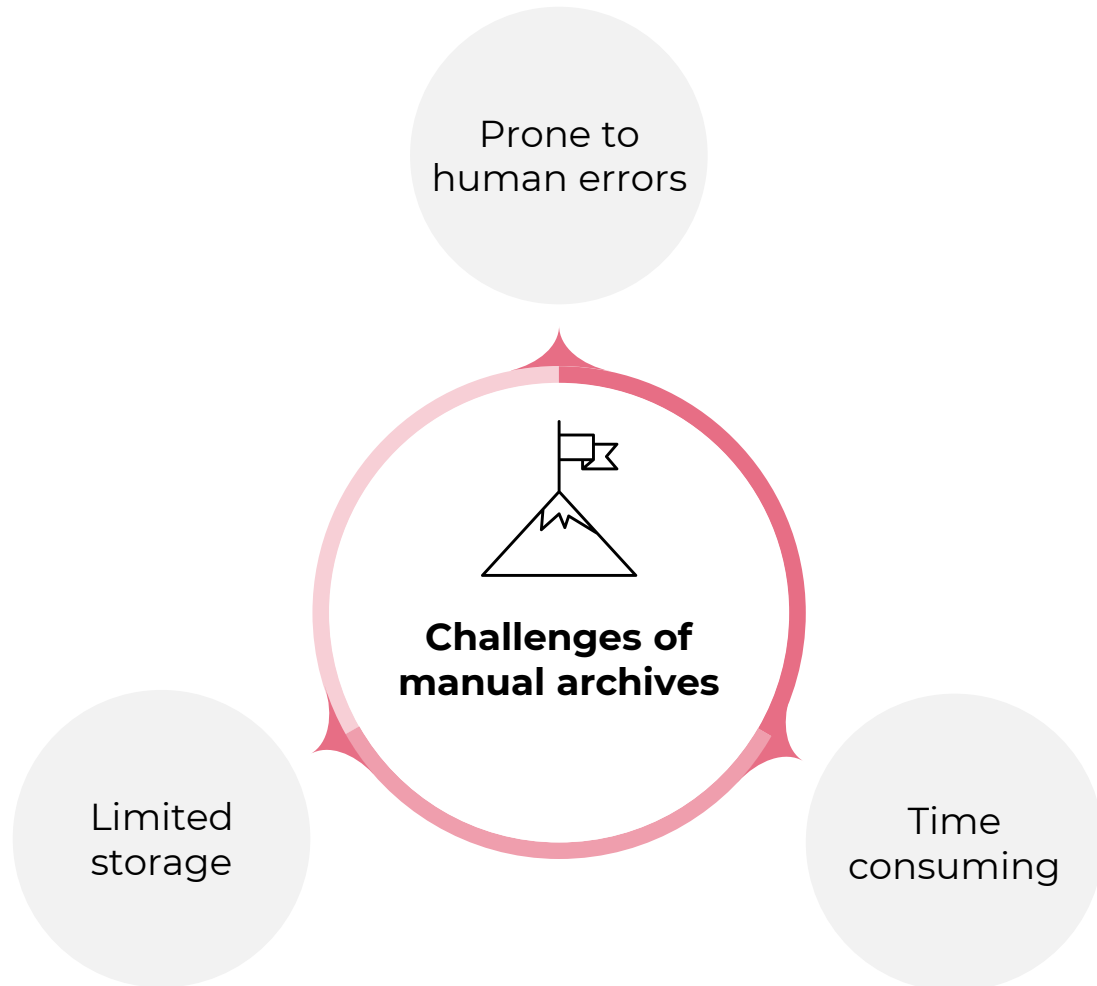 Prone to
human errors
Challenges of
manual archives
Limited
storage
Time
consuming